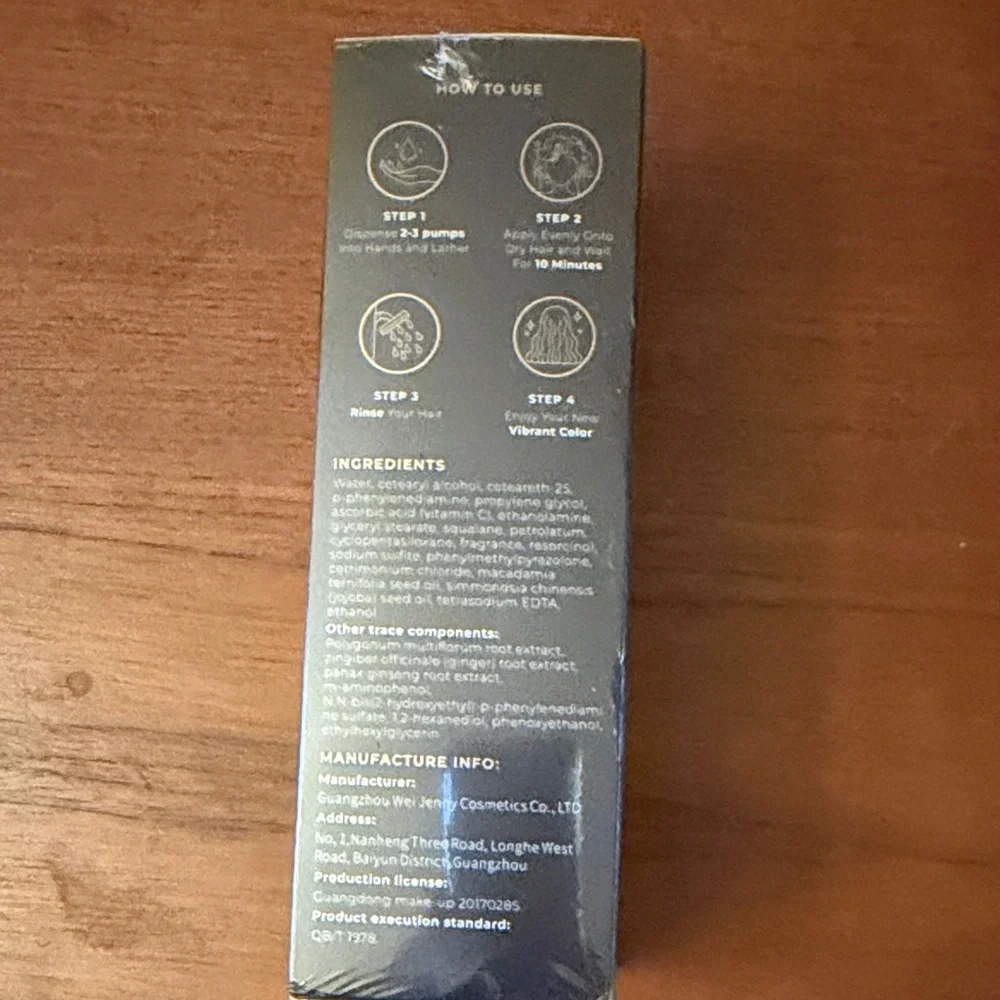 HOW TO USE
STEP 1
Dispense 2-3 pumps
into Hands and Lather
STEP 2
Apply Evenly Onto
Dry Hair and Wait
For 10 Minutes
STEP 3
Rinse Your Hair
STEP 4
Enjoy Your New
Vibrant Color
INGREDIENTS
Water, cetearyl alcohol, ceteareth-25,
p-phenylenediamine, propylene glycol,
ascorbic acid (vitamin C), ethanolamine,
glyceryl stearate, squalane, petrolatum,
cyclopentasiloxane, fragrance, resorcinol,
sodium sulfite, phenylmethylpyrazolone,
cetrimonium chloride, macadamia
ternifolia seed oil, simmondsia chinensis
(jojoba) seed oil, tetrasodium EDTA,
ethanol
Other trace components:
Polygonum multiflorum root extract,
zingiber officinale (ginger) root extract,
panax ginseng root extract,
m-aminophenol,
N,N-bis(2-hydroxyethyl)-p-phenylenediami
ne sulfate, 1,2-hexanediol, phenoxyethanol,
ethylhexylglycerin
MANUFACTURE INFO:
Manufacturer:
Guangzhou Wei Jenny Cosmetics Co., LTD
Address:
No, 1,Nanheng Three Road, Longhe West
Road, Baiyun District,Guangzhou
Production license:
Guangdong make-up 20170285
Product execution standard:
QB/T 1978